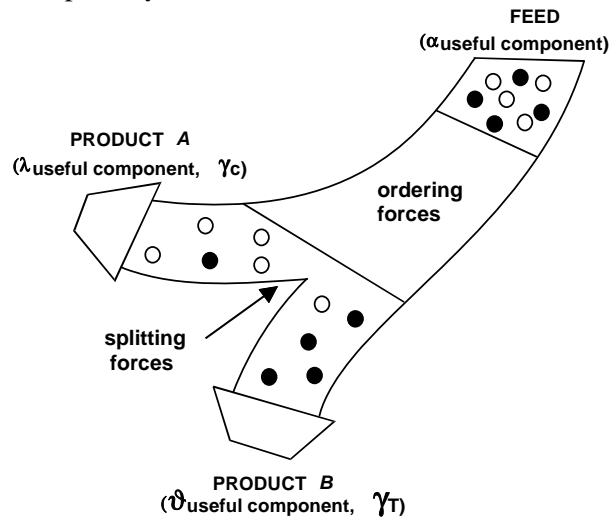 FEED
(αuseful component)
PRODUCT A
(λuseful component, γc)
ordering
forces
splitting
forces
PRODUCT B
(ϑuseful component, γT)